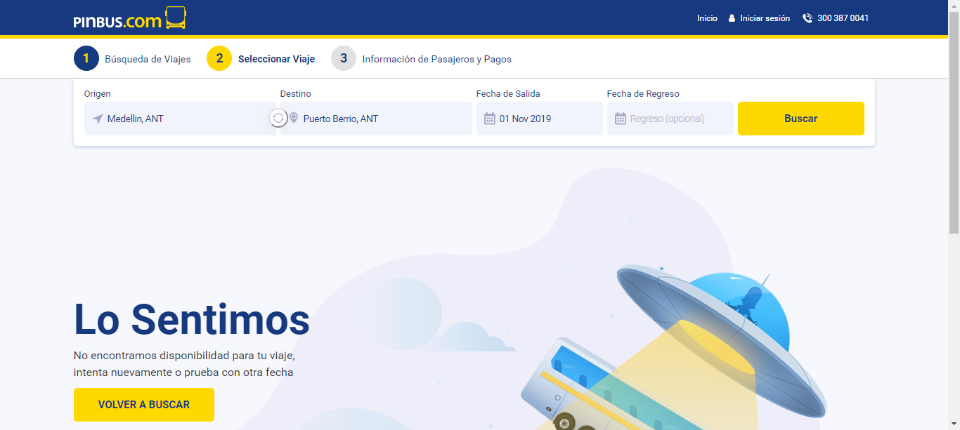 PINBUS.com
Inicio
Iniciar sesión
300 387 0041
1 Búsqueda de Viajes
2 Seleccionar Viaje
3 Información de Pasajeros y Pagos
Origen
Destino
Fecha de Salida
Fecha de Regreso
Medellin, ANT
Puerto Berrio, ANT
01 Nov 2019
Regreso (opcional)
Buscar
Lo Sentimos
No encontramos disponibilidad para tu viaje,
intenta nuevamente o prueba con otra fecha
VOLVER A BUSCAR